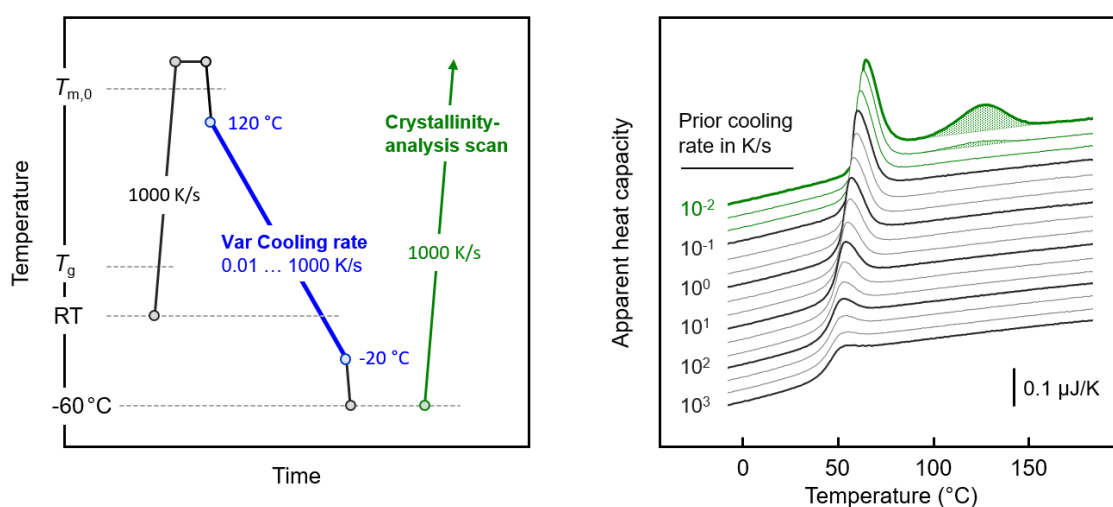 Temperature
T_m,0
T_g
RT
-60 °C
1000 K/s
120 °C
Var Cooling rate
0.01 … 1000 K/s
-20 °C
Crystallinity-
analysis scan
1000 K/s
Time
Apparent heat capacity
Prior cooling
rate in K/s
10⁻²
10⁻¹
10⁰
10¹
10²
10³
0.1 µJ/K
0
50
100
150
Temperature (°C)